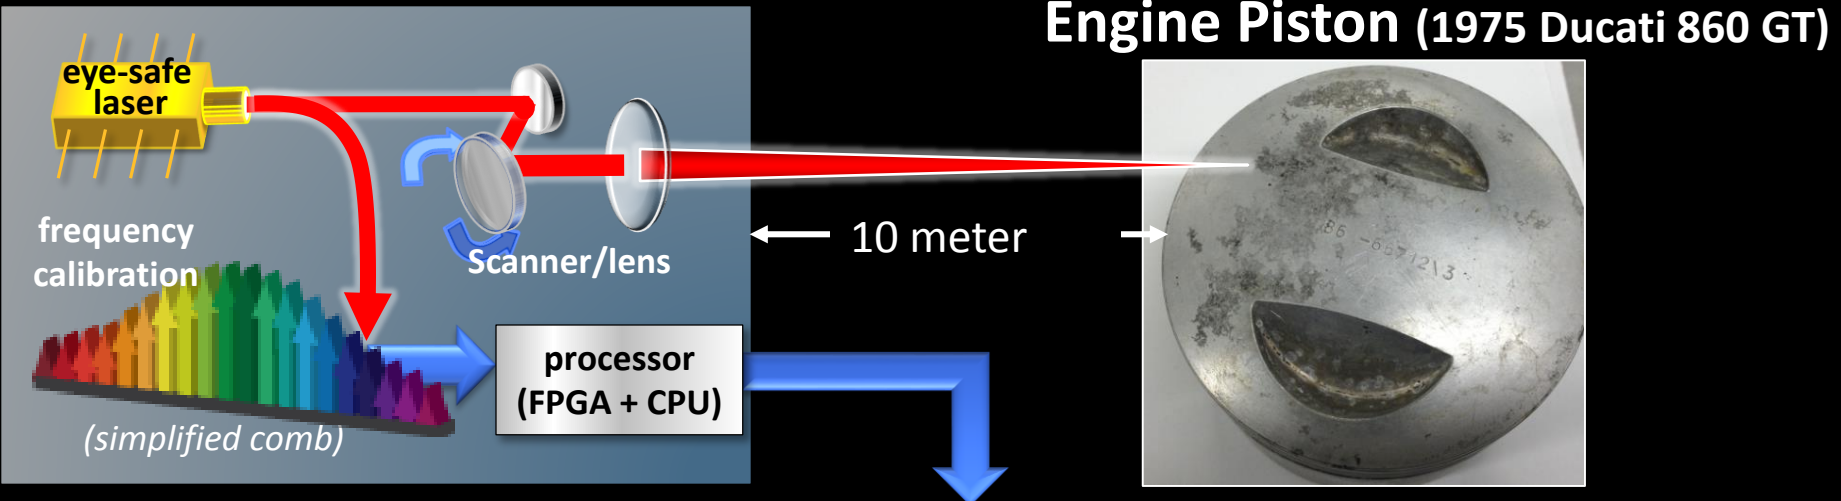 Engine Piston (1975 Ducati 860 GT)
eye-safe
laser
frequency
calibration
Scanner/lens
10 meter
processor
(FPGA + CPU)
(simplified comb)